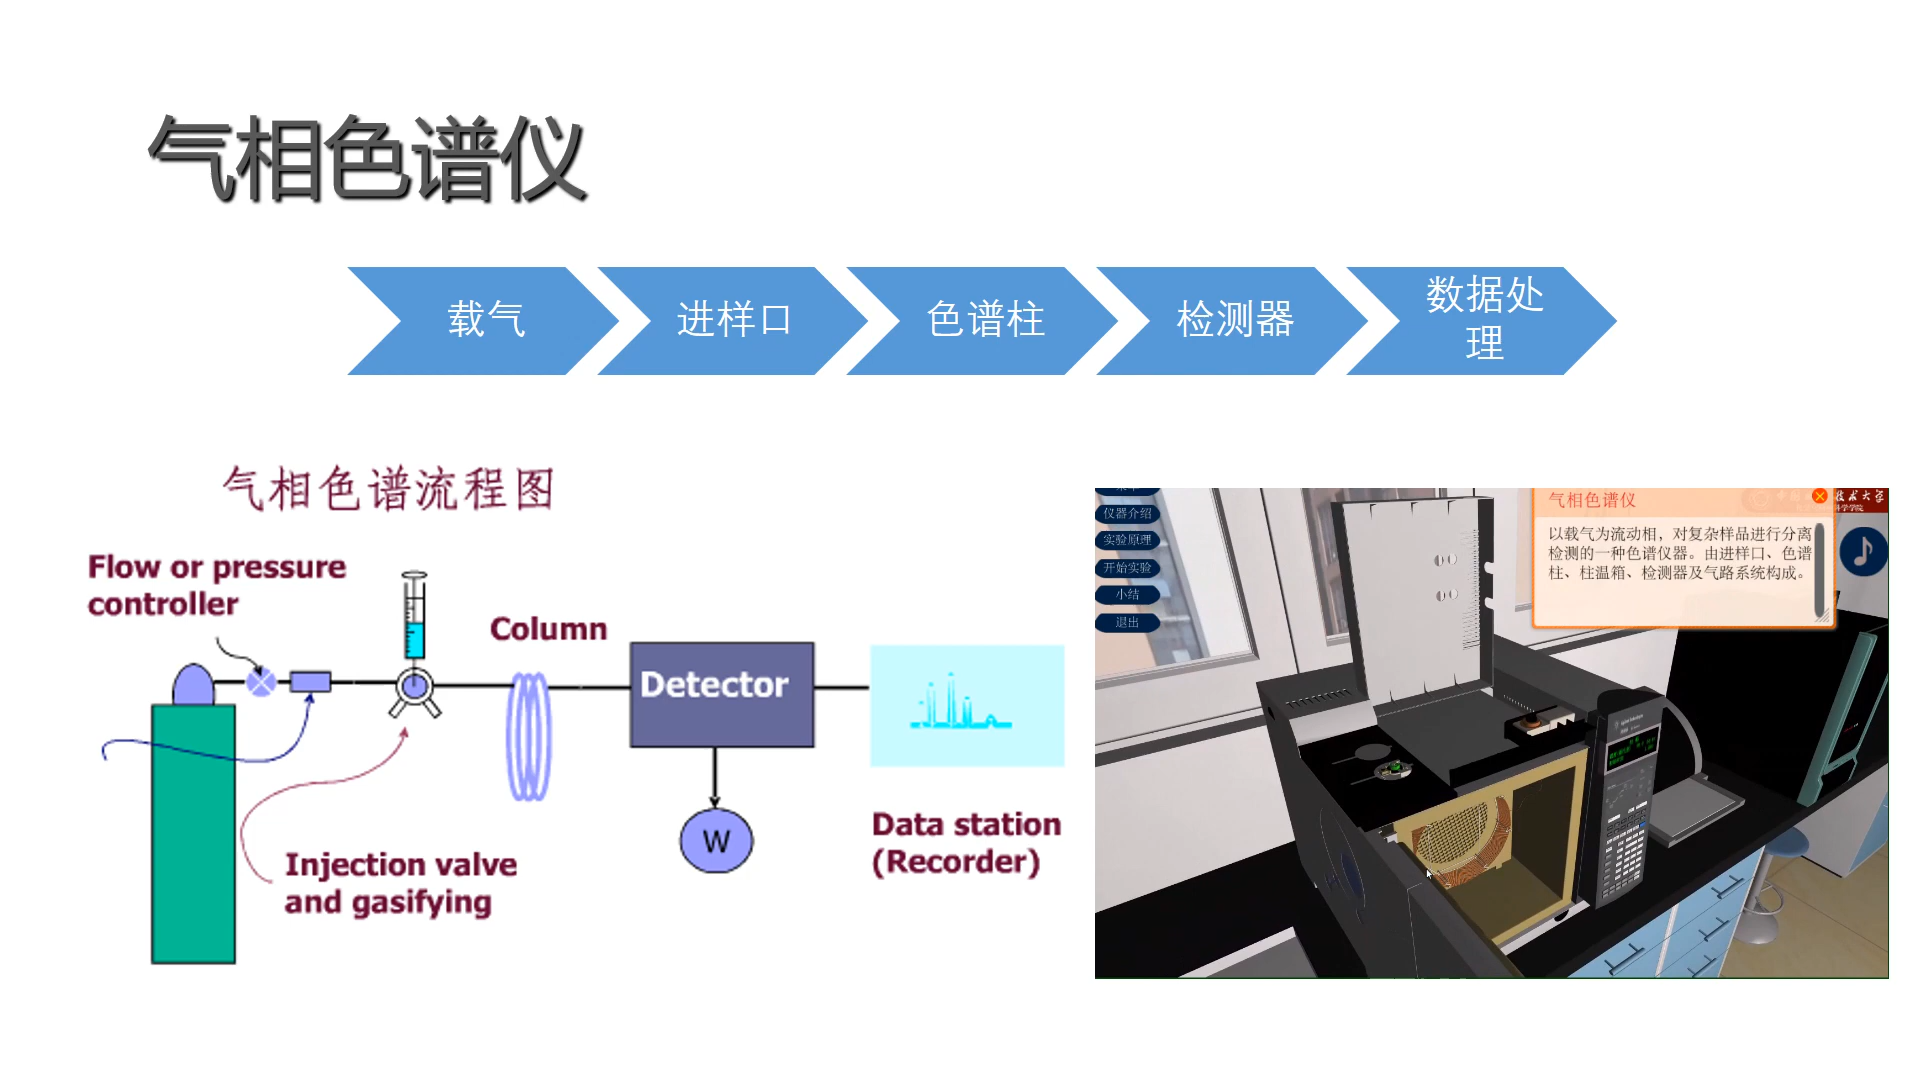 气相色谱仪
载气
进样口
色谱柱
检测器
数据处
理
气相色谱流程图
Flow or pressure
controller
Column
Detector
W
Injection valve
and gasifying
Data station
(Recorder)
仪器介绍
实验原理
开始实验
小结
退出
气相色谱仪
以载气为流动相，对复杂样品进行分离
检测的一种色谱仪器。由进样口、色谱
柱、柱温箱、检测器及气路系统构成。
技术大学